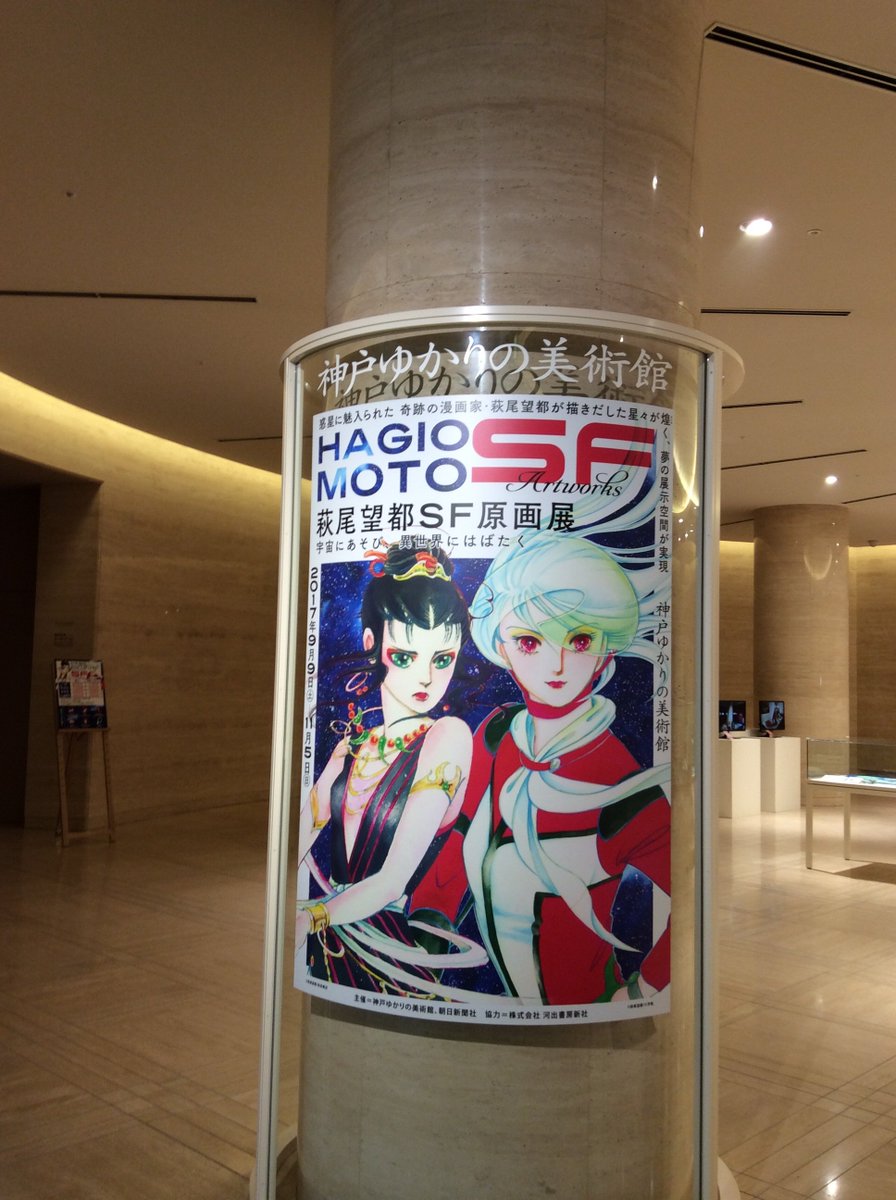 神戸ゆかりの美術館
惑星に魅入られた 奇跡の漫画家・萩尾望都が描きだした星々が煌く、夢の展示空間が実現
HAGIO
MOTO
SF
Artworks
萩尾望都SF原画展
宇宙にあそび、異世界にはばたく
2017年9月9日㊏
11月5日㊐
神戸ゆかりの美術館
主催=神戸ゆかりの美術館、朝日新聞社 協力=株式会社 河出書房新社